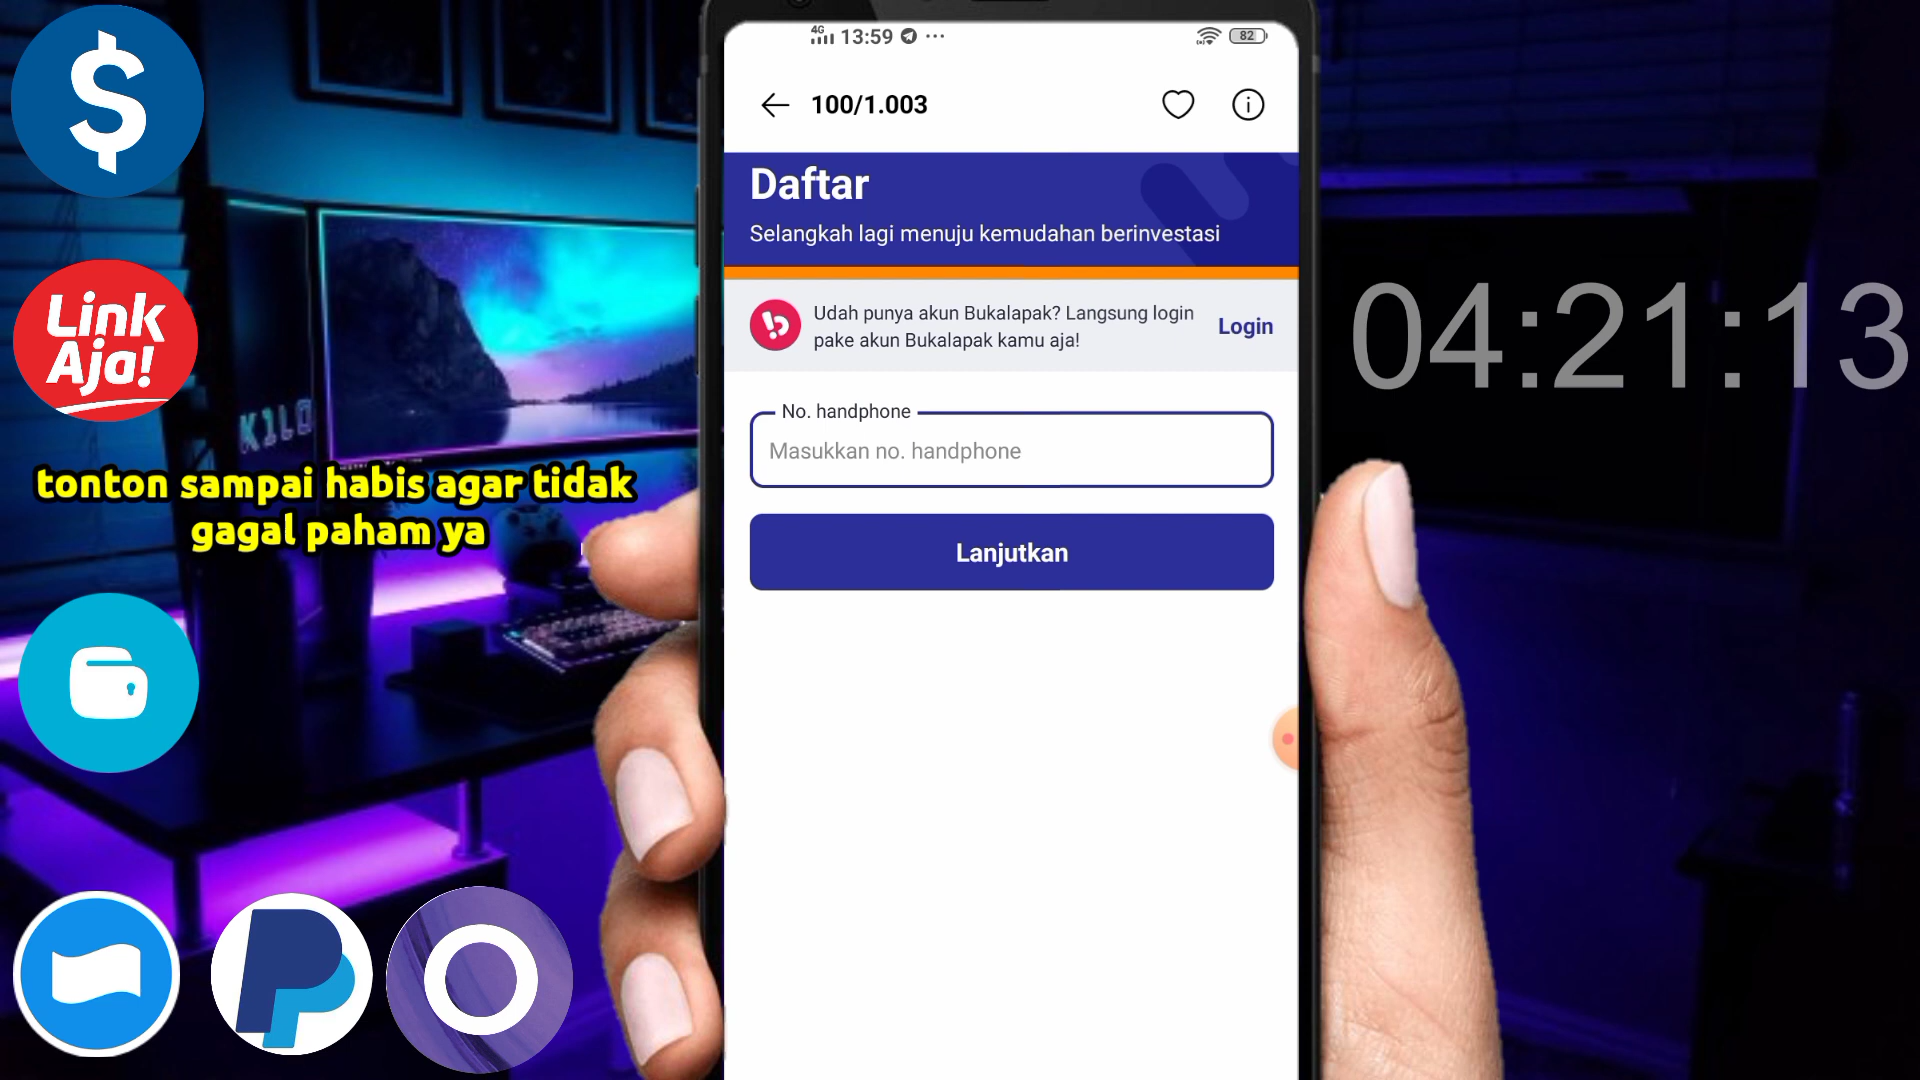 4G 13:59 82
100/1.003
Daftar
Selangkah lagi menuju kemudahan berinvestasi
Udah punya akun Bukalapak? Langsung login
pake akun Bukalapak kamu aja!
Login
No. handphone
Masukkan no. handphone
Lanjutkan
04:21:13
$
Link
Aja!
K1LO
tonton sampai habis agar tidak
gagal paham ya